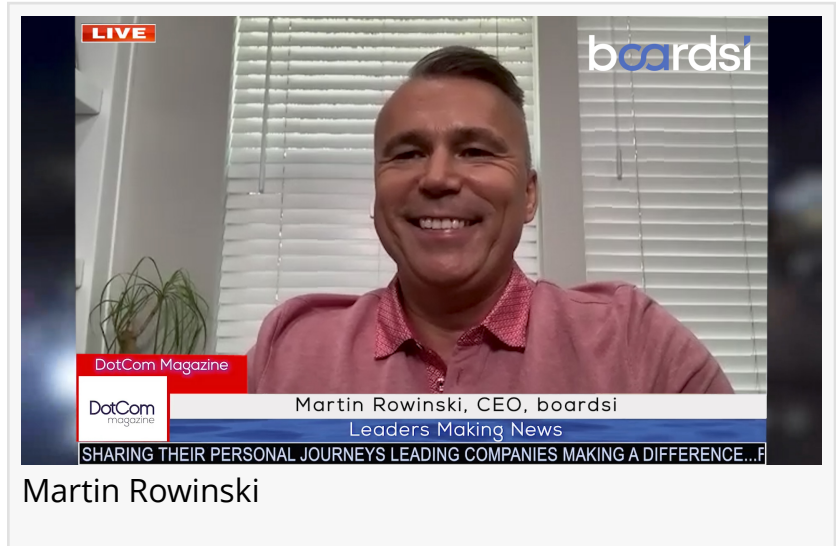 LIVE
boardsi
DotCom Magazine
DotCom
magazine
Martin Rowinski, CEO, boardsi
Leaders Making News
SHARING THEIR PERSONAL JOURNEYS LEADING COMPANIES MAKING A DIFFERENCE...F
Martin Rowinski